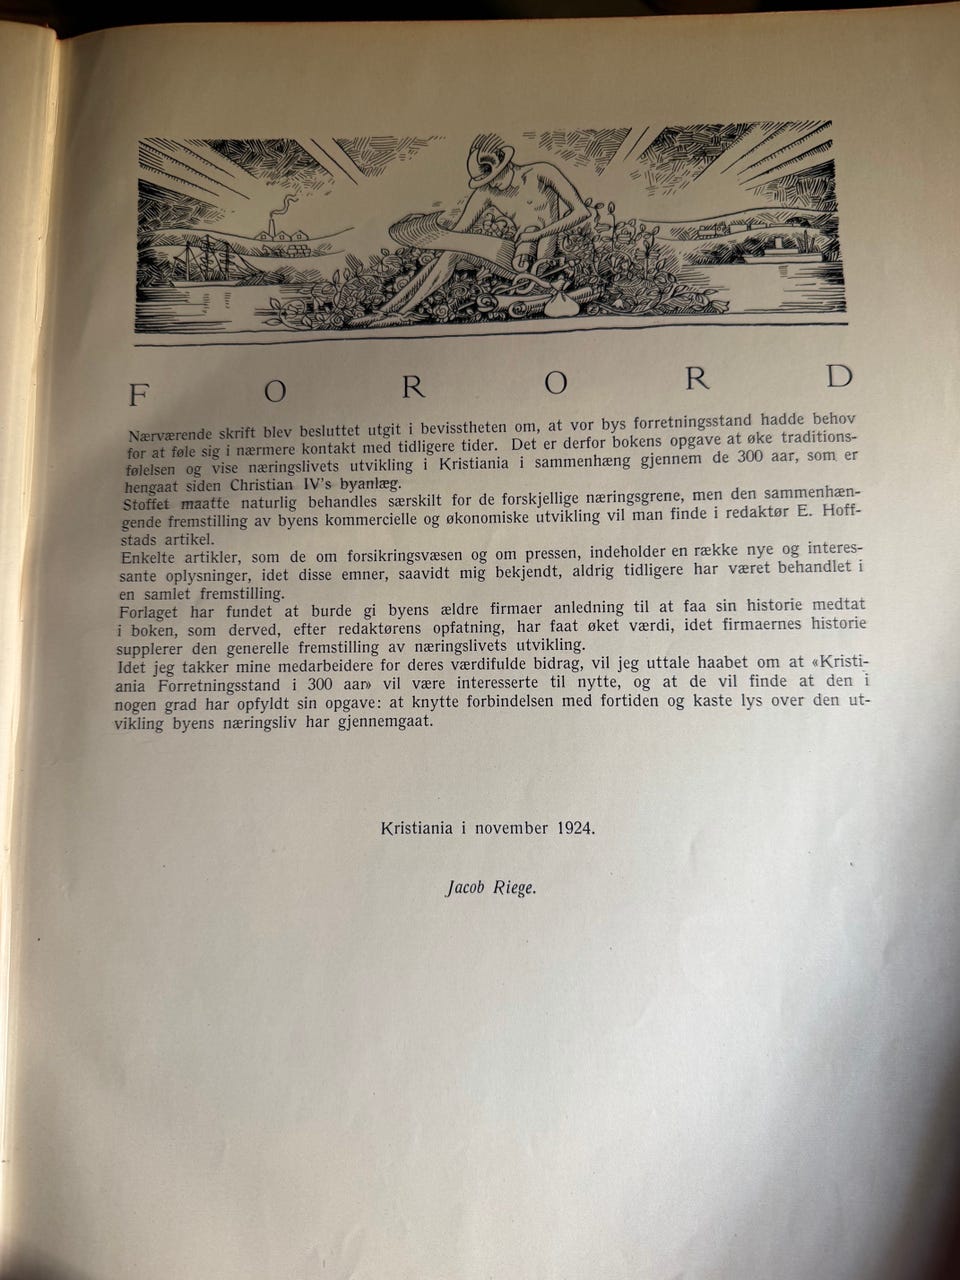 FORORD
Nærværende skrift blev besluttet utgit i bevisstheten om, at vor bys forretningsstand hadde behov
for at føle sig i nærmere kontakt med tidligere tider. Det er derfor bokens opgave at øke traditions-
følelsen og vise næringslivets utvikling i Kristiania i sammenhæng gjennem de 300 aar, som er
hengaat siden Christian IV's byanlæg.
Stoffet maatte naturlig behandles særskilt for de forskjellige næringsgrene, men den sammenhæn-
gende fremstilling av byens kommercielle og økonomiske utvikling vil man finde i redaktør E. Hoff-
stads artikel.
Enkelte artikler, som de om forsikringsvæsen og om pressen, indeholder en række nye og interes-
sante oplysninger, idet disse emner, saavidt mig bekjendt, aldrig tidligere har været behandlet i
en samlet fremstilling.
Forlaget har fundet at burde gi byens ældre firmaer anledning til at faa sin historie medtat
i boken, som derved, efter redaktørens opfatning, har faat øket værdi, idet firmaernes historie
supplerer den generelle fremstilling av næringslivets utvikling.
Idet jeg takker mine medarbeidere for deres værdifulde bidrag, vil jeg uttale haabet om at «Kristi-
ania Forretningsstand i 300 aar» vil være interesserte til nytte, og at de vil finde at den i
nogen grad har opfyldt sin opgave: at knytte forbindelsen med fortiden og kaste lys over den ut-
vikling byens næringsliv har gjennemgaat.
Kristiania i november 1924.
Jacob Riege.